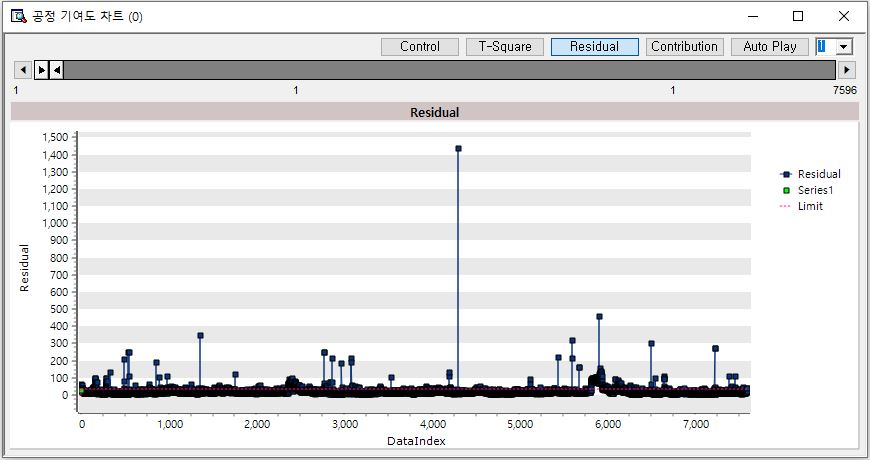 공정 기여도 차트 (0)
Control T-Square Residual Contribution Auto Play 1
1 1 1 7596
Residual
1,500
1,400
1,300
1,200
1,100
1,000
900
800
700
600
500
400
300
200
100
0
Residual
Residual
Series1
Limit
0 1,000 2,000 3,000 4,000 5,000 6,000 7,000
DataIndex